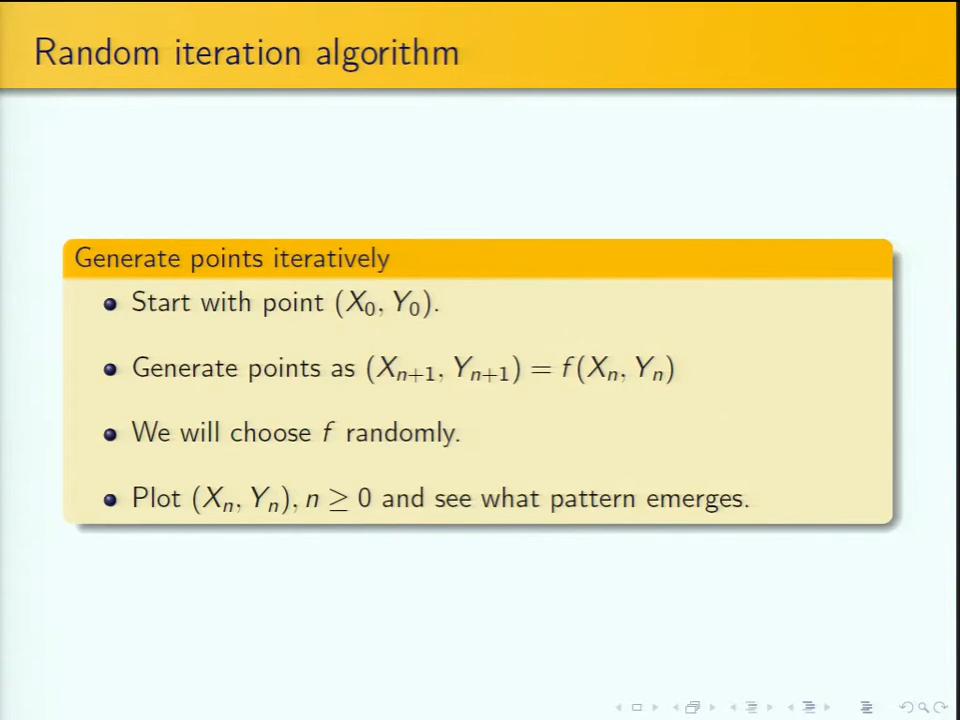 Random iteration algorithm
Generate points iteratively
Start with point (X₀, Y₀).
Generate points as (Xₙ₊₁, Yₙ₊₁) = f(Xₙ, Yₙ)
We will choose f randomly.
Plot (Xₙ, Yₙ), n ≥ 0 and see what pattern emerges.